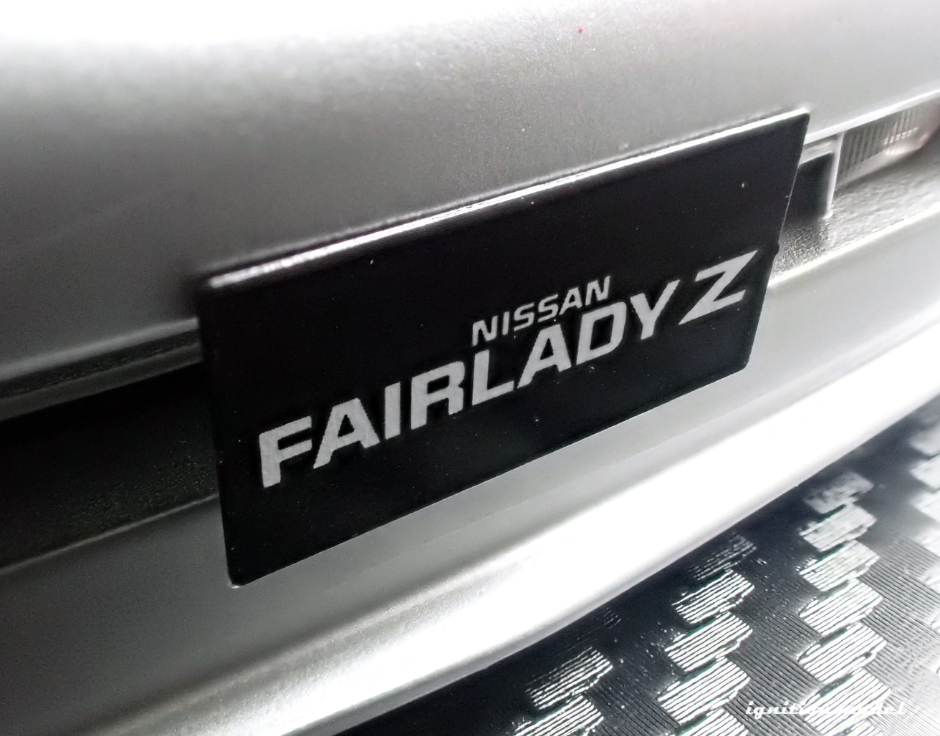 NISSAN
FAIRLADY Z
ignition model